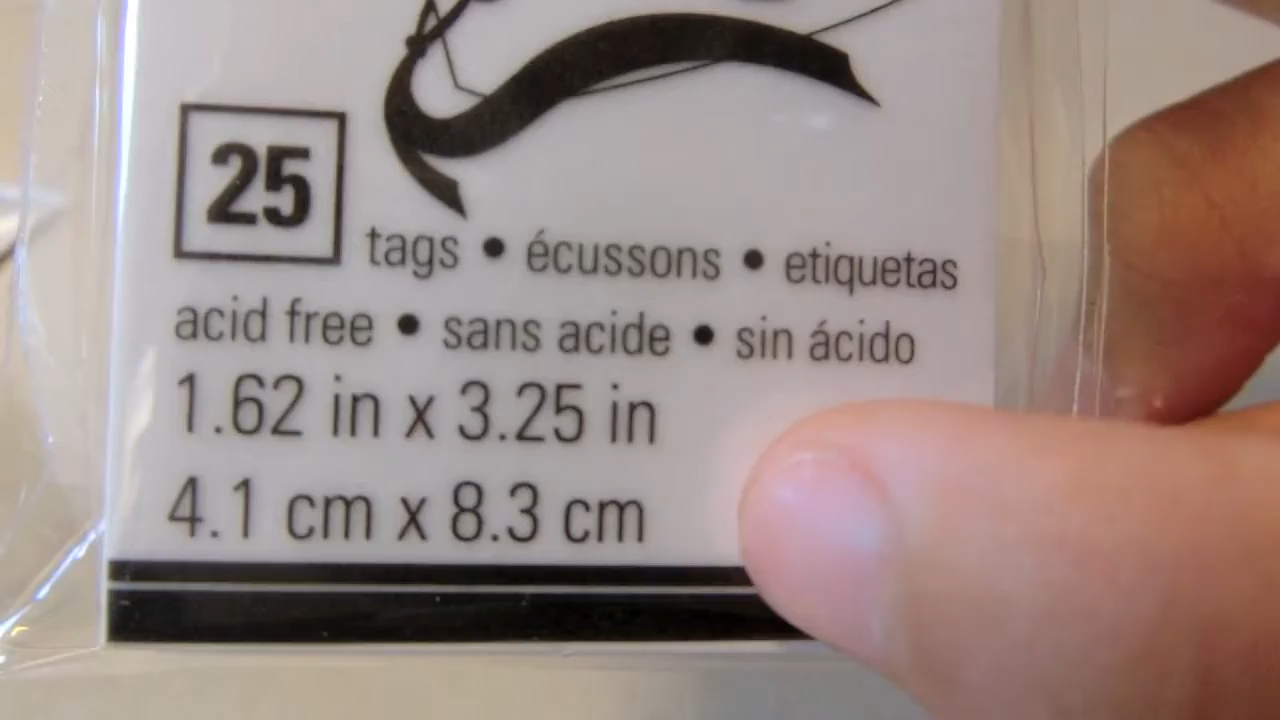 25 tags • écussons • etiquetas
acid free • sans acide • sin ácido
1.62 in x 3.25 in
4.1 cm x 8.3 cm